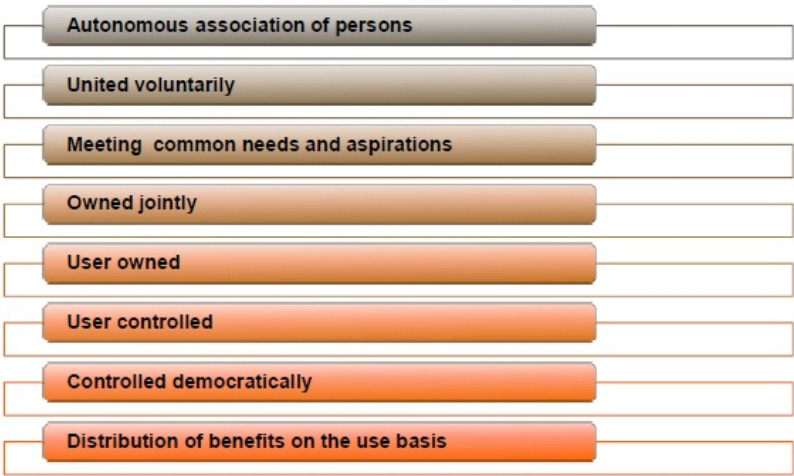 Autonomous association of persons
United voluntarily
Meeting common needs and aspirations
Owned jointly
User owned
User controlled
Controlled democratically
Distribution of benefits on the use basis